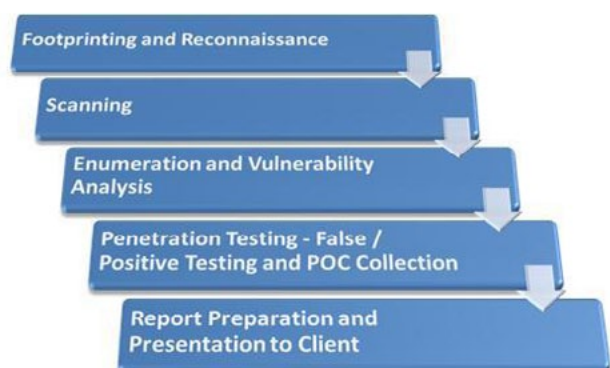 Footprinting and Reconnaissance
Scanning
Enumeration and Vulnerability
Analysis
Penetration Testing - False /
Positive Testing and POC Collection
Report Preparation and
Presentation to Client